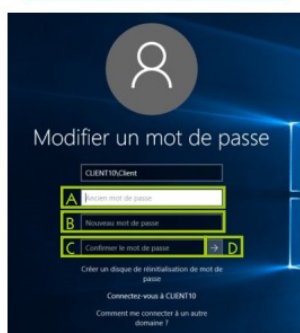 Modifier un mot de passe
CLIENT10\Client
A Ancien mot de passe
B Nouveau mot de passe
C Confirmer le mot de passe → D
Créer un disque de réinitialisation de mot de
passe
Connectez-vous à CLIENT10
Comment me connecter à un autre
domaine ?